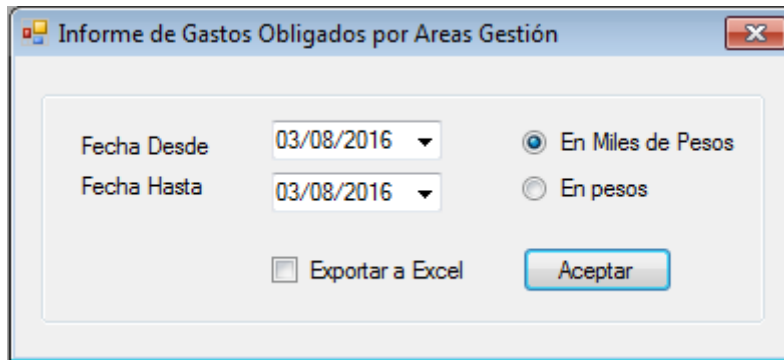 Informe de Gastos Obligados por Areas Gestión
Fecha Desde 03/08/2016 En Miles de Pesos
Fecha Hasta 03/08/2016 En pesos
Exportar a Excel Aceptar